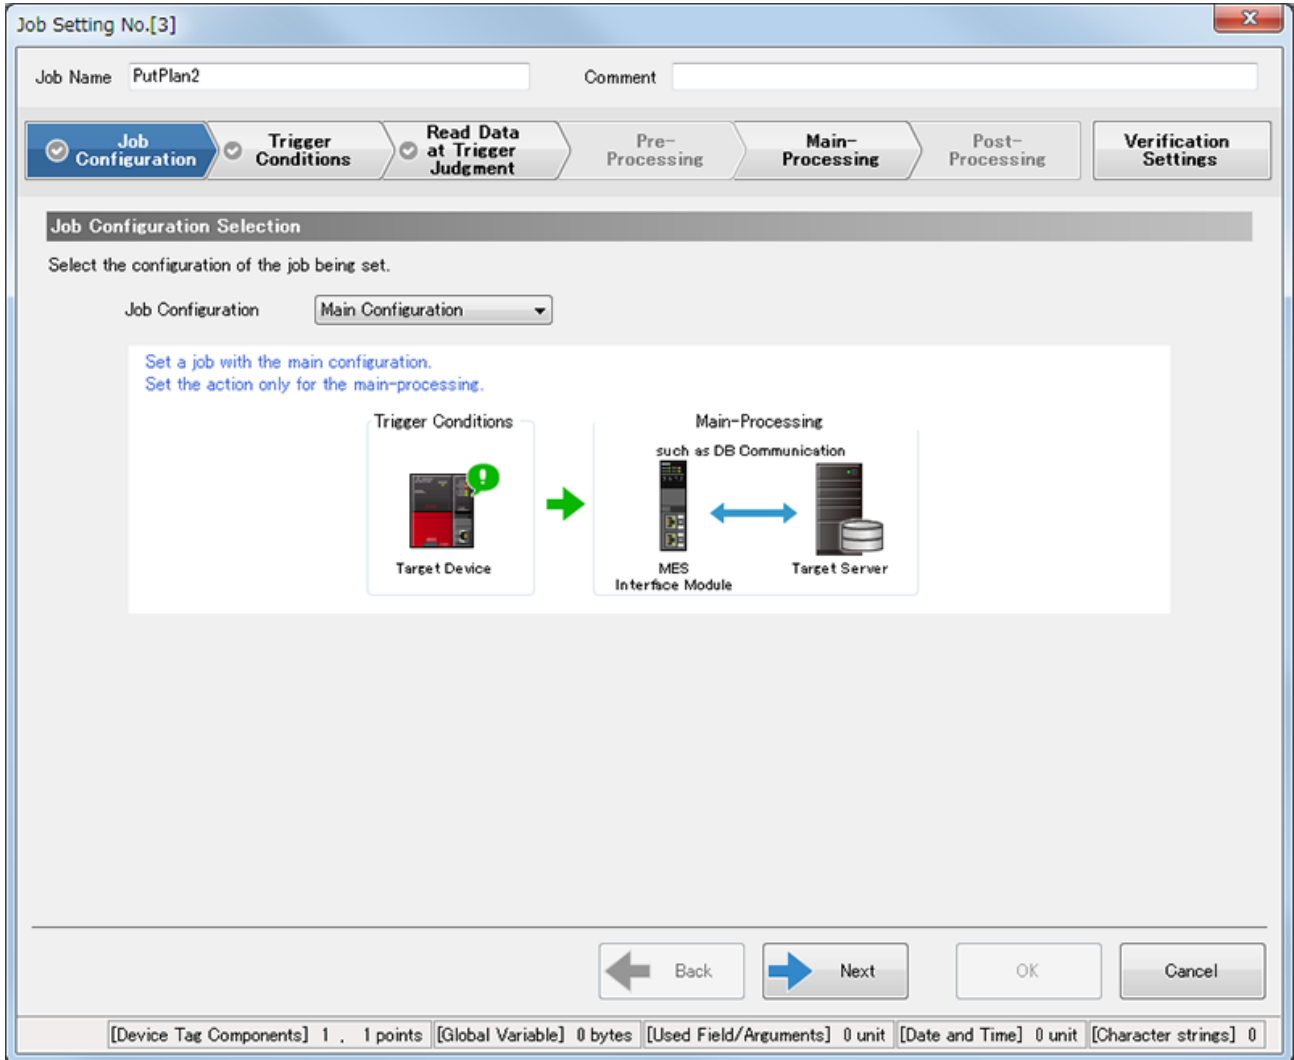 Job Setting No.[3]
Job Name PutPlan2 Comment
Job
Configuration
Trigger
Conditions
Read Data
at Trigger
Judgment
Pre-
Processing
Main-
Processing
Post-
Processing
Verification
Settings
Job Configuration Selection
Select the configuration of the job being set.
Job Configuration Main Configuration
Set a job with the main configuration.
Set the action only for the main-processing.
Trigger Conditions
Target Device
Main-Processing
such as DB Communication
MES
Interface Module
Target Server
Back Next OK Cancel
[Device Tag Components] 1 , 1 points [Global Variable] 0 bytes [Used Field/Arguments] 0 unit [Date and Time] 0 unit [Character strings] 0